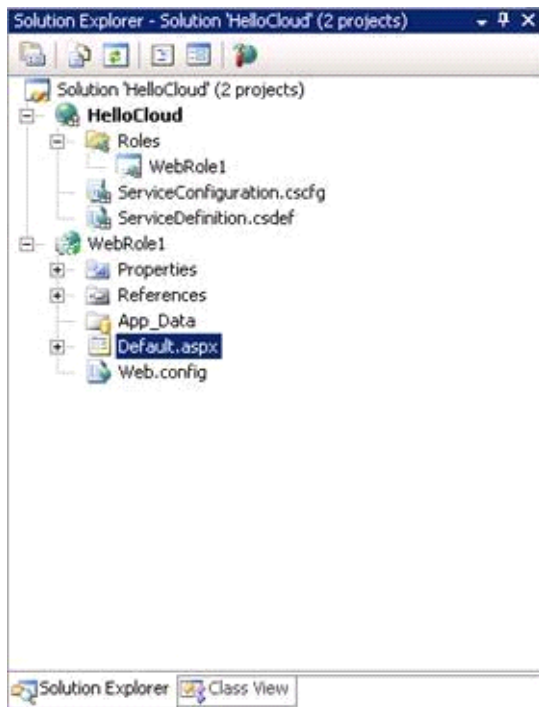 Solution Explorer - Solution 'HelloCloud' (2 projects)
Solution 'HelloCloud' (2 projects)
HelloCloud
Roles
WebRole1
ServiceConfiguration.cscfg
ServiceDefinition.csdef
WebRole1
Properties
References
App_Data
Default.aspx
Web.config
Solution Explorer Class View